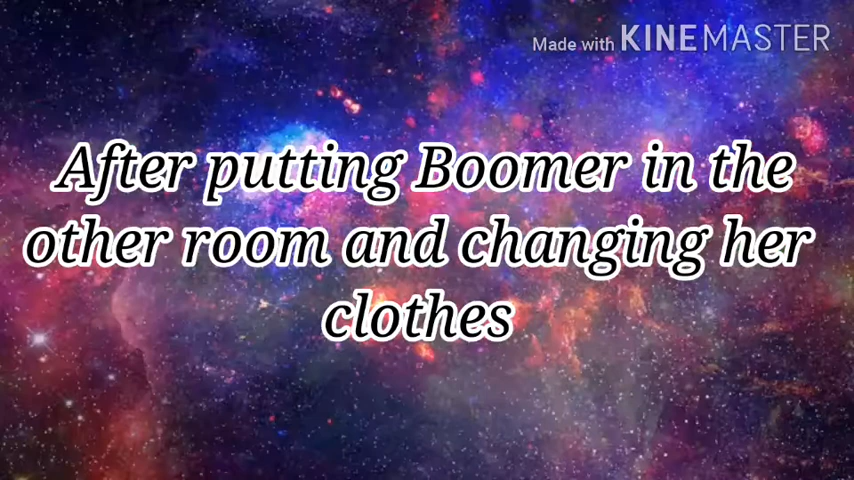 Made with KINEMASTER
After putting Boomer in the
other room and changing her
clothes